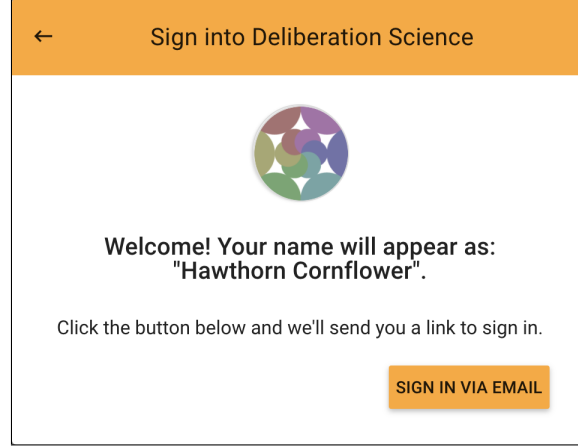 Sign into Deliberation Science
Welcome! Your name will appear as:
"Hawthorn Cornflower".
Click the button below and we'll send you a link to sign in.
SIGN IN VIA EMAIL